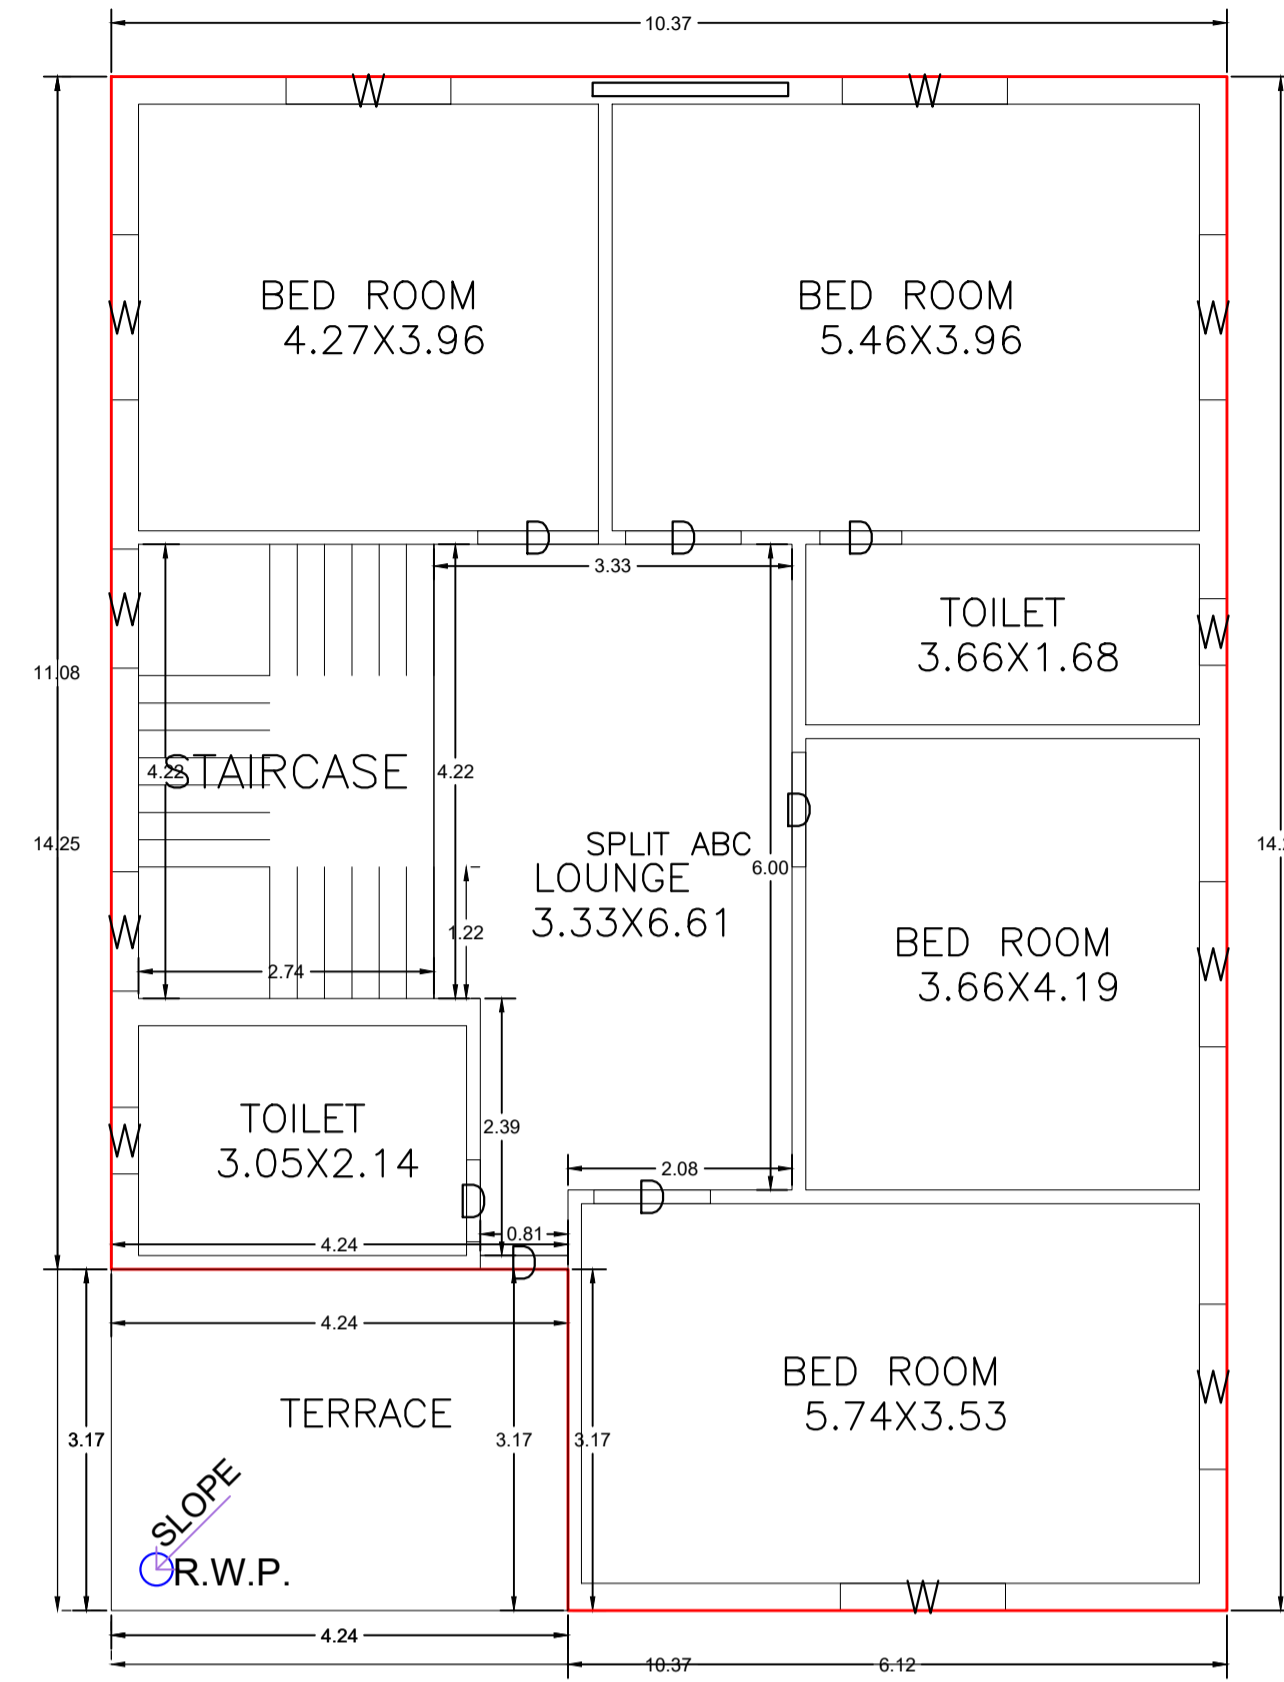 10.37
W
W
BED ROOM
4.27X3.96
BED ROOM
5.46X3.96
W
W
D
D
D
3.33
W
TOILET
3.66X1.68
W
11.08
4.22
STAIRCASE
4.22
D
14.25
SPLIT ABC
6.00
14.
LOUNGE
3.33X6.61
W
1.22
BED ROOM
3.66X4.19
W
2.74
TOILET
3.05X2.14
W
2.39
2.08
D
D
0.81
4.24
D
4.24
BED ROOM
5.74X3.53
W
TERRACE
3.17
3.17
3.17
SLOPE
R.W.P.
W
4.24
10.37
6.12